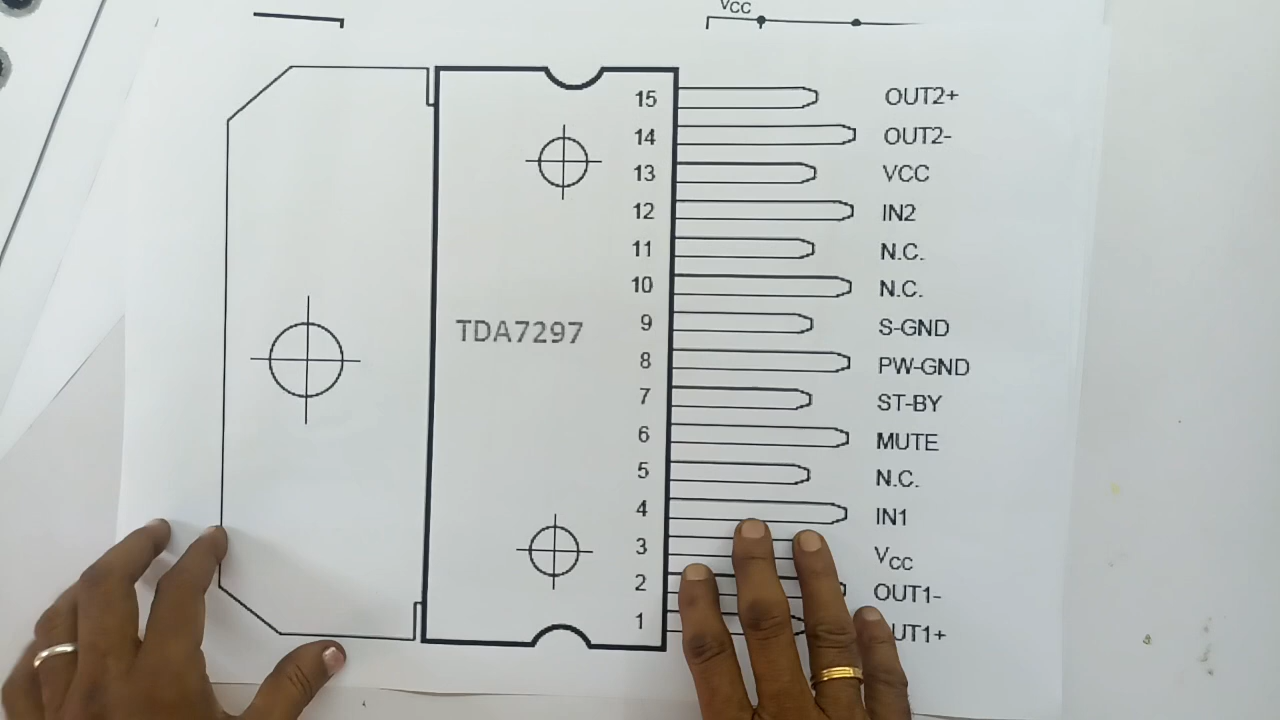 VCC
15 OUT2+
14 OUT2-
13 VCC
12 IN2
11 N.C.
10 N.C.
9 S-GND
TDA7297
8 PW-GND
7 ST-BY
6 MUTE
5 N.C.
4 IN1
3 VCC
2 OUT1-
1 UT1+